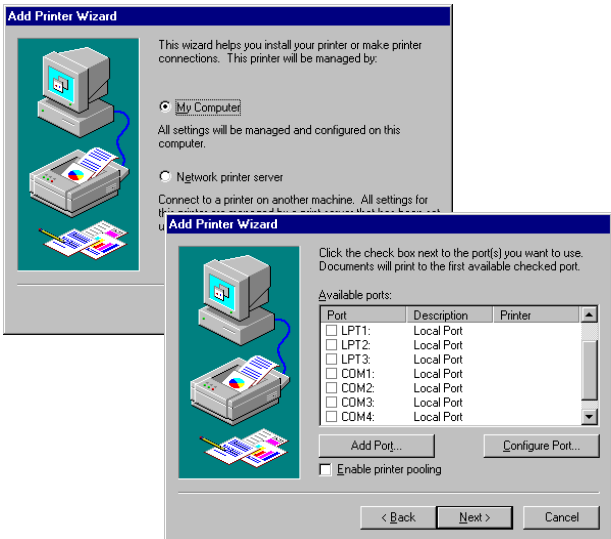 Add Printer Wizard
This wizard helps you install your printer or make printer
connections. This printer will be managed by:
My Computer
All settings will be managed and configured on this
computer.
Network printer server
Connect to a printer on another machine. All settings for
Add Printer Wizard
Click the check box next to the port(s) you want to use.
Documents will print to the first available checked port.
Available ports:
Port Description Printer
LPT1: Local Port
LPT2: Local Port
LPT3: Local Port
COM1: Local Port
COM2: Local Port
COM3: Local Port
COM4: Local Port
Add Port... Configure Port...
Enable printer pooling
< Back Next > Cancel